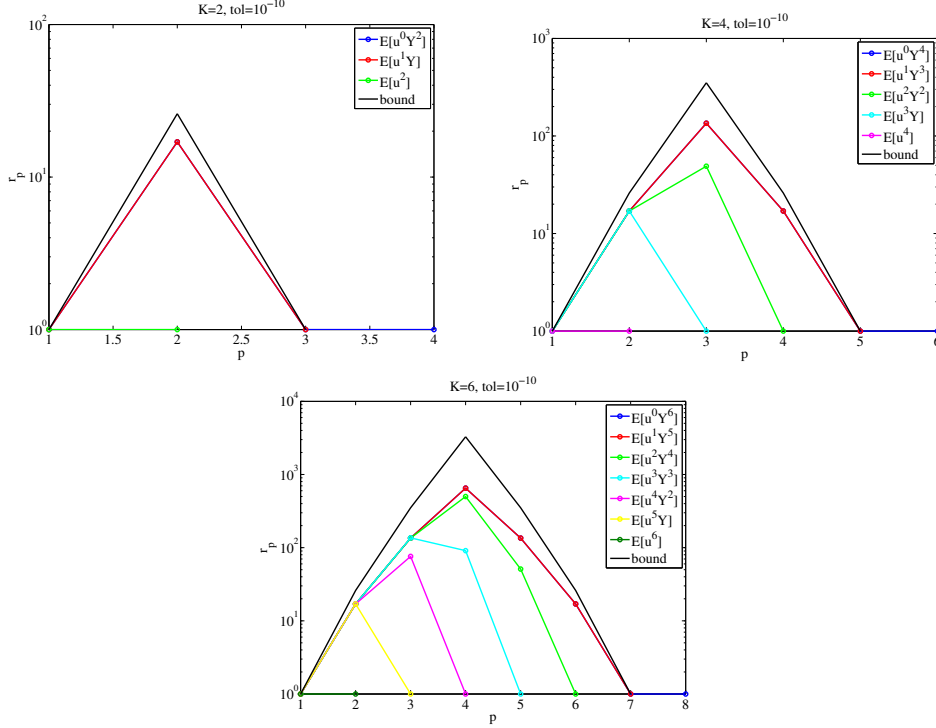 K=2, tol=10^-10
10^2
10^1
10^0
r_p
1
1.5
2
2.5
3
3.5
4
p
E[u^0Y^2]
E[u^1Y]
E[u^2]
bound
K=4, tol=10^-10
10^3
10^2
10^1
10^0
r_p
1
2
3
4
5
6
p
E[u^0Y^4]
E[u^1Y^3]
E[u^2Y^2]
E[u^3Y]
E[u^4]
bound
K=6, tol=10^-10
10^4
10^3
10^2
10^1
10^0
r_p
1
2
3
4
5
6
7
8
p
E[u^0Y^6]
E[u^1Y^5]
E[u^2Y^4]
E[u^3Y^3]
E[u^4Y^2]
E[u^5Y]
E[u^6]
bound